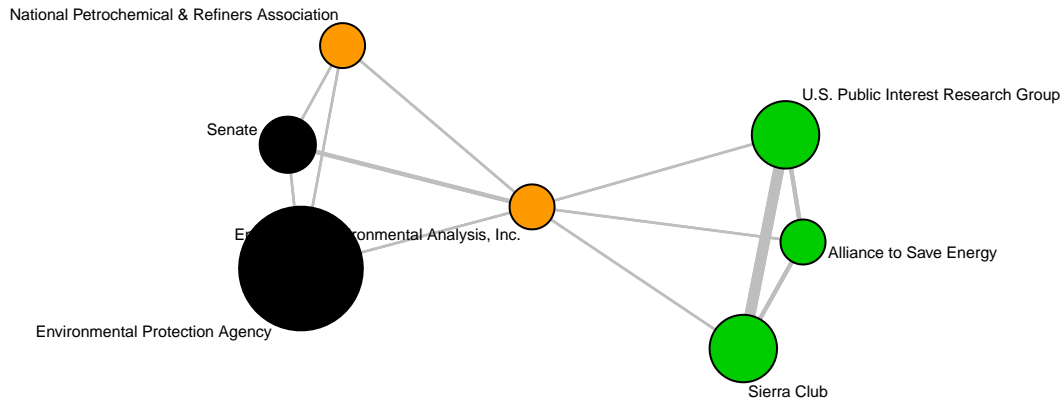 National Petrochemical & Refiners Association
U.S. Public Interest Research Group
Senate
ronmental Analysis, Inc.
Alliance to Save Energy
Environmental Protection Agency
Sierra Club